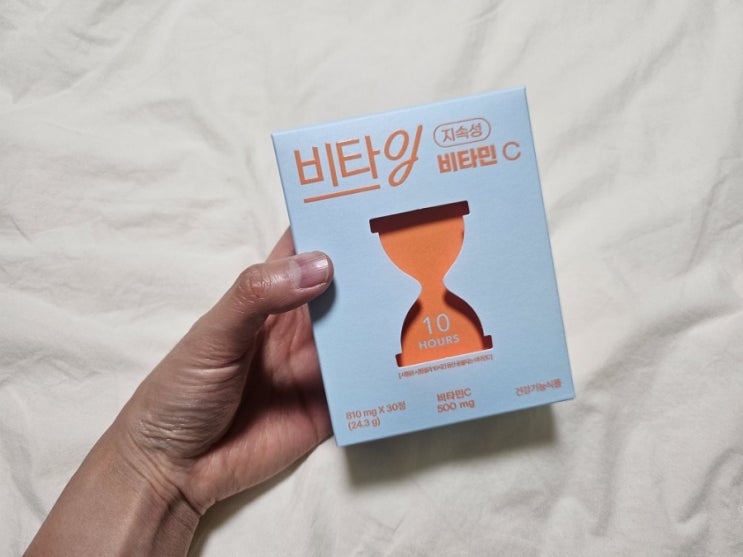 비타잉
지속성
비타민 C
10
HOURS
810 mg X 30정
(24.3 g)
비타민C
500 mg
건강기능식품